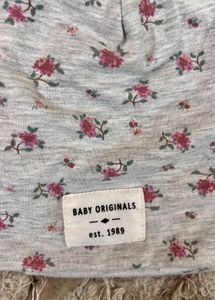 BABY ORIGINALS
est. 1989